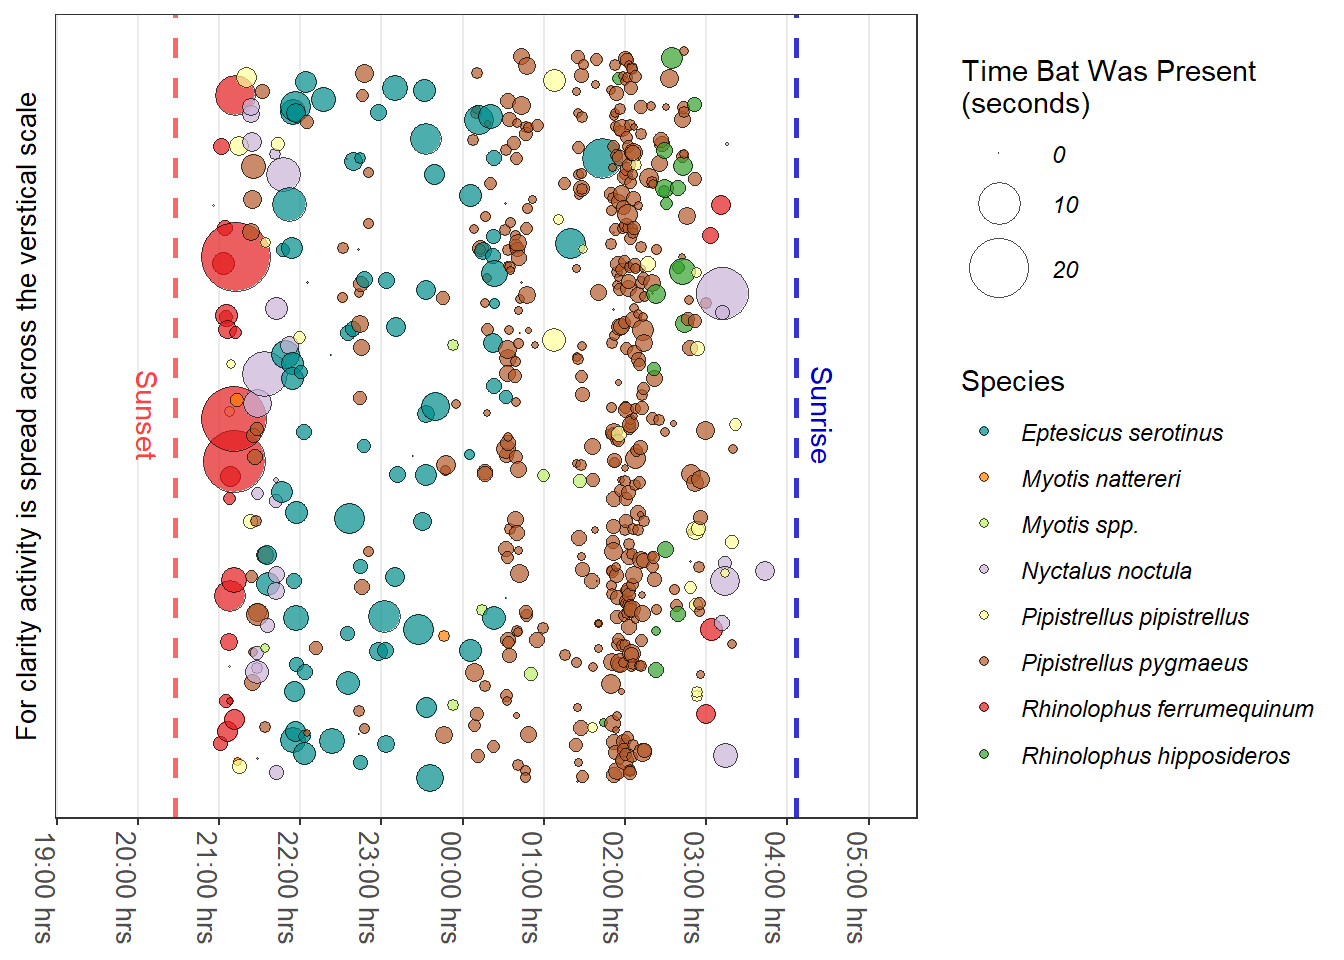 For clarity activity is spread across the verstical scale
Sunset
Sunrise
19:00 hrs
20:00 hrs
21:00 hrs
22:00 hrs
23:00 hrs
00:00 hrs
01:00 hrs
02:00 hrs
03:00 hrs
04:00 hrs
05:00 hrs
Time Bat Was Present
(seconds)
0
10
20
Species
Eptesicus serotinus
Myotis nattereri
Myotis spp.
Nyctalus noctula
Pipistrellus pipistrellus
Pipistrellus pygmaeus
Rhinolophus ferrumequinum
Rhinolophus hipposideros